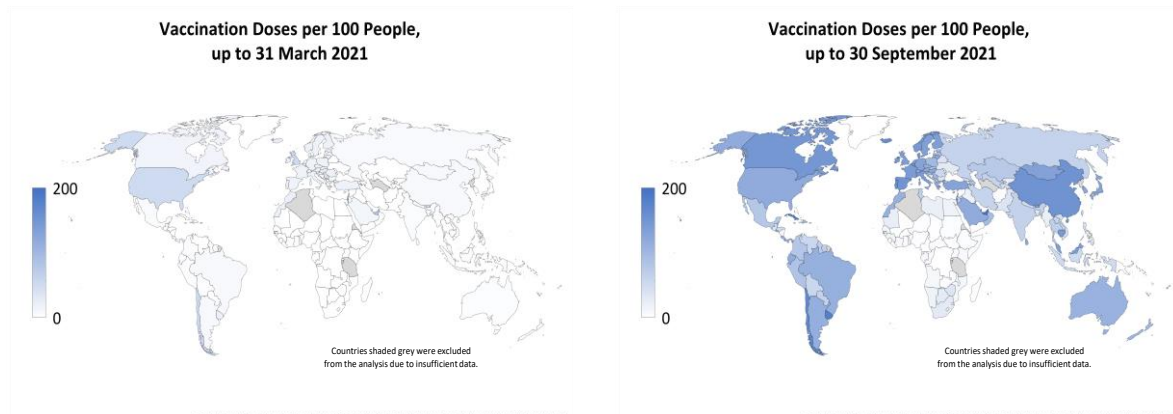 Vaccination Doses per 100 People,
up to 31 March 2021
200
0
Countries shaded grey were excluded
from the analysis due to insufficient data.
Vaccination Doses per 100 People,
up to 30 September 2021
200
0
Countries shaded grey were excluded
from the analysis due to insufficient data.